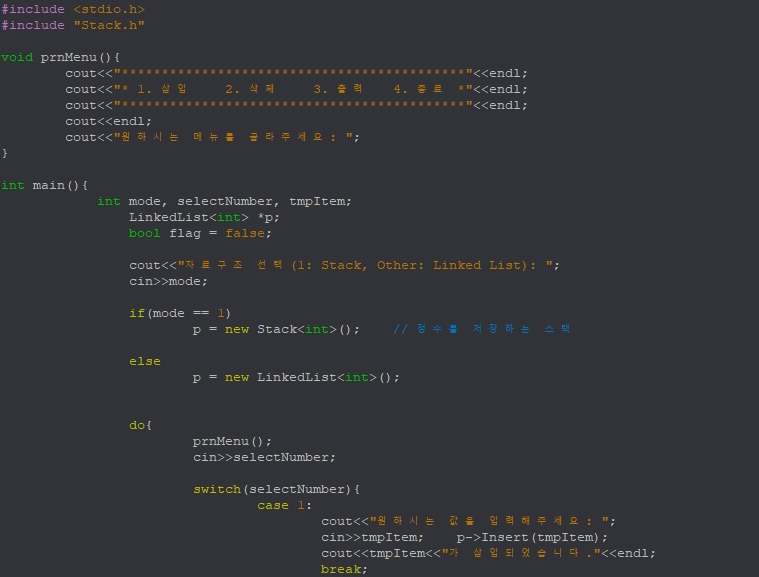 #include <stdio.h>
#include "Stack.h"
void prnMenu(){
cout<<"*******************************************"<<endl;
cout<<"* 1. 삽입 2. 삭제 3. 출력 4. 종료 *"<<endl;
cout<<"*******************************************"<<endl;
cout<<endl;
cout<<"원하시는 메뉴를 골라주세요: ";
}
int main(){
int mode, selectNumber, tmpItem;
LinkedList<int> *p;
bool flag = false;
cout<<"자료구조 선택(1: Stack, Other: Linked List): ";
cin>>mode;
if(mode == 1)
p = new Stack<int>(); // 정수를 저장하는 스택
else
p = new LinkedList<int>();
do{
prnMenu();
cin>>selectNumber;
switch(selectNumber){
case 1:
cout<<"원하시는 값을 입력해주세요: ";
cin>>tmpItem; p->Insert(tmpItem);
cout<<tmpItem<<"가 삽입되었습니다."<<endl;
break;